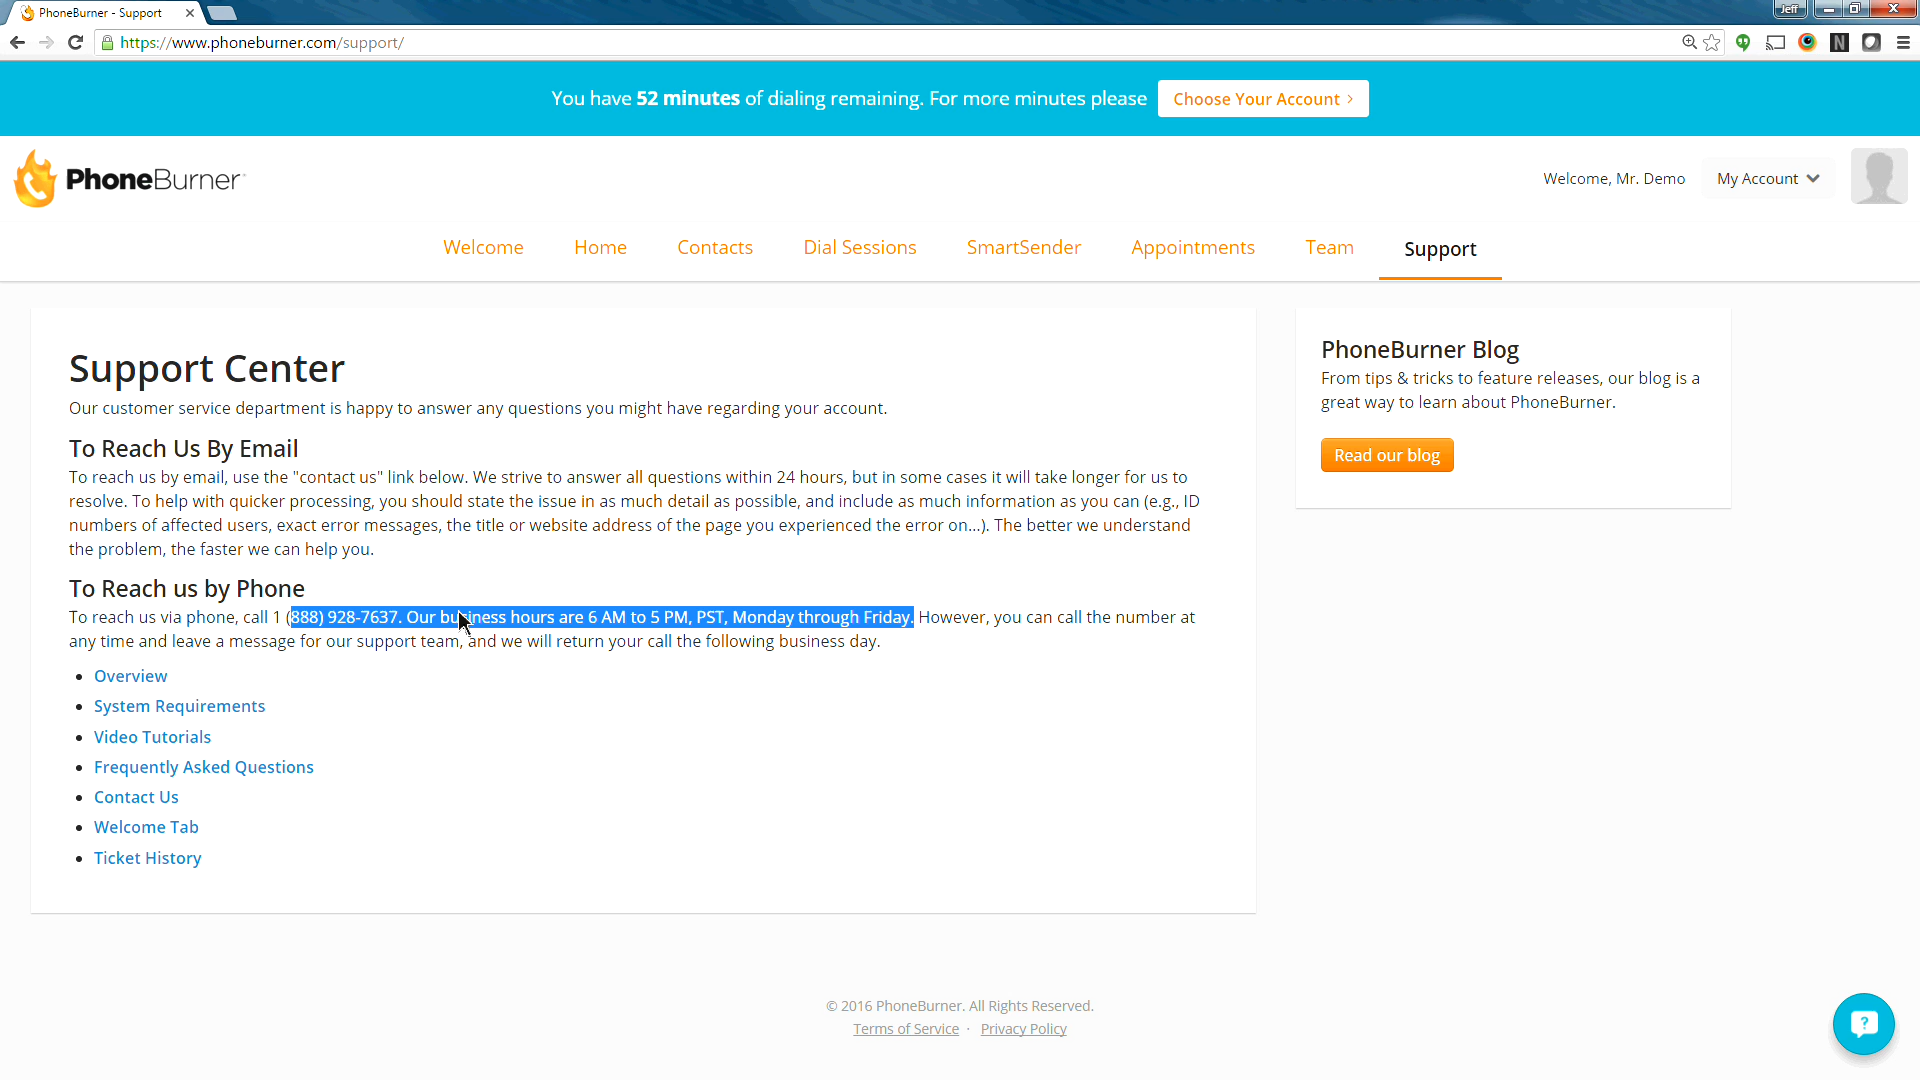 PhoneBurner - Support
Jeff
https://www.phoneburner.com/support/
You have 52 minutes of dialing remaining. For more minutes please Choose Your Account >
PhoneBurner
Welcome, Mr. Demo
My Account
Welcome Home Contacts Dial Sessions SmartSender Appointments Team Support
Support Center
Our customer service department is happy to answer any questions you might have regarding your account.
To Reach Us By Email
To reach us by email, use the "contact us" link below. We strive to answer all questions within 24 hours, but in some cases it will take longer for us to
resolve. To help with quicker processing, you should state the issue in as much detail as possible, and include as much information as you can (e.g., ID
numbers of affected users, exact error messages, the title or website address of the page you experienced the error on...). The better we understand
the problem, the faster we can help you.
To Reach us by Phone
To reach us via phone, call 1 (888) 928-7637. Our business hours are 6 AM to 5 PM, PST, Monday through Friday. However, you can call the number at
any time and leave a message for our support team, and we will return your call the following business day.
• Overview
• System Requirements
• Video Tutorials
• Frequently Asked Questions
• Contact Us
• Welcome Tab
• Ticket History
PhoneBurner Blog
From tips & tricks to feature releases, our blog is a
great way to learn about PhoneBurner.
Read our blog
© 2016 PhoneBurner. All Rights Reserved.
Terms of Service · Privacy Policy